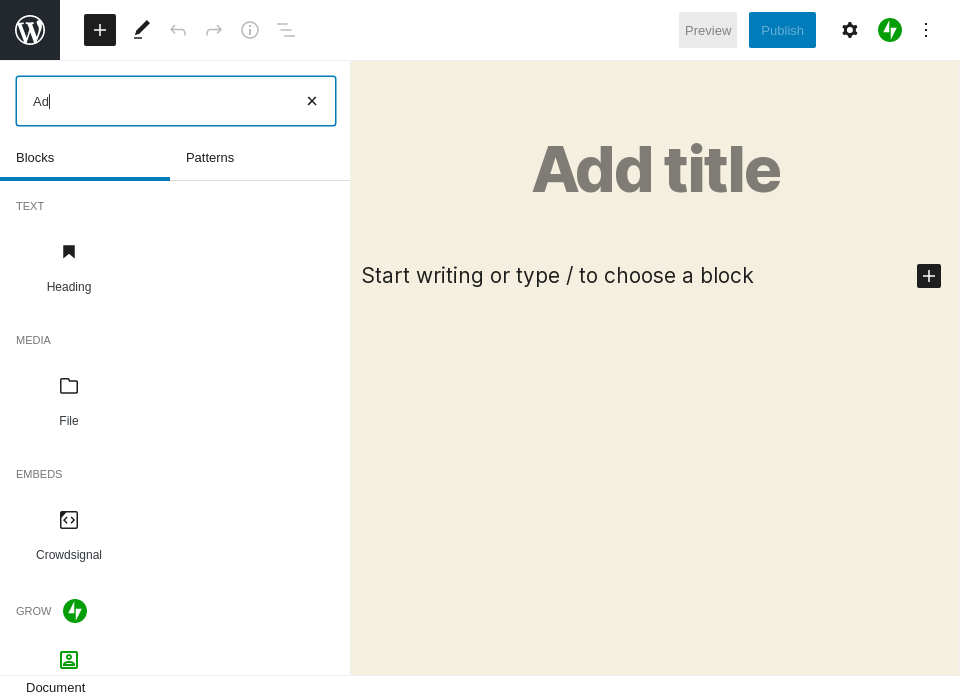 Preview
Publish
Ad
Blocks
Patterns
TEXT
Heading
MEDIA
File
EMBEDS
Crowdsignal
GROW
Document
Add title
Start writing or type / to choose a block